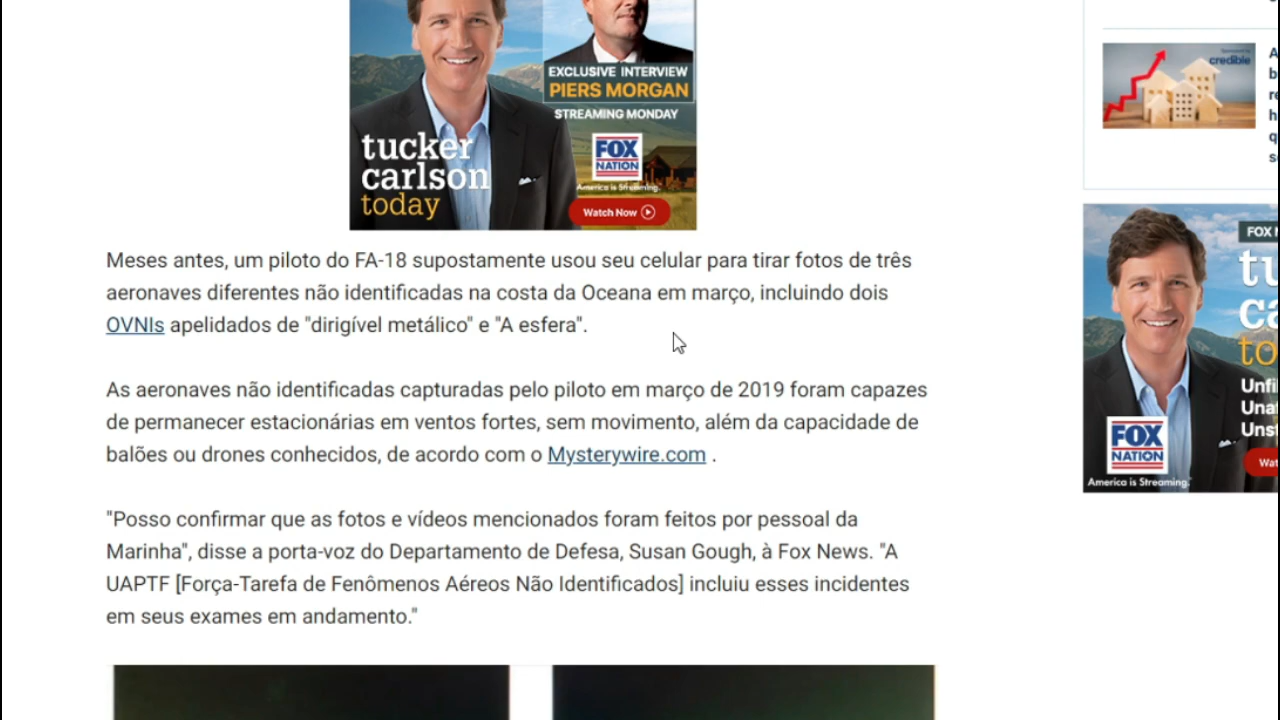 EXCLUSIVE INTERVIEW
PIERS MORGAN
STREAMING MONDAY
tucker
carlson
today
FOX
NATION
America is Streaming.
Watch Now
Meses antes, um piloto do FA-18 supostamente usou seu celular para tirar fotos de três
aeronaves diferentes não identificadas na costa da Oceana em março, incluindo dois
OVNIs apelidados de "dirigível metálico" e "A esfera".
As aeronaves não identificadas capturadas pelo piloto em março de 2019 foram capazes
de permanecer estacionárias em ventos fortes, sem movimento, além da capacidade de
balões ou drones conhecidos, de acordo com o Mysterywire.com .
"Posso confirmar que as fotos e vídeos mencionados foram feitos por pessoal da
Marinha", disse a porta-voz do Departamento de Defesa, Susan Gough, à Fox News. "A
UAPTF [Força-Tarefa de Fenômenos Aéreos Não Identificados] incluiu esses incidentes
em seus exames em andamento."
credible
FOX
FOX
NATION
America is Streaming.